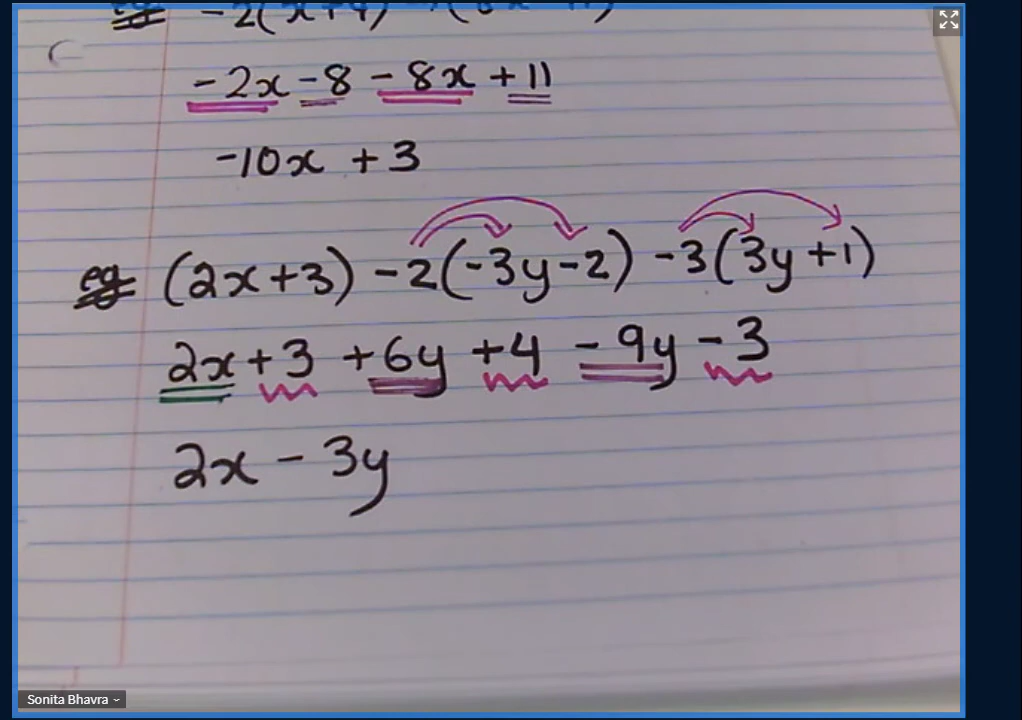 -2x - 8 - 8x + 11
-10x + 3
eg (2x + 3) - 2(-3y - 2) - 3(3y + 1)
2x + 3 + 6y + 4 - 9y - 3
2x - 3y
Sonita Bhavra